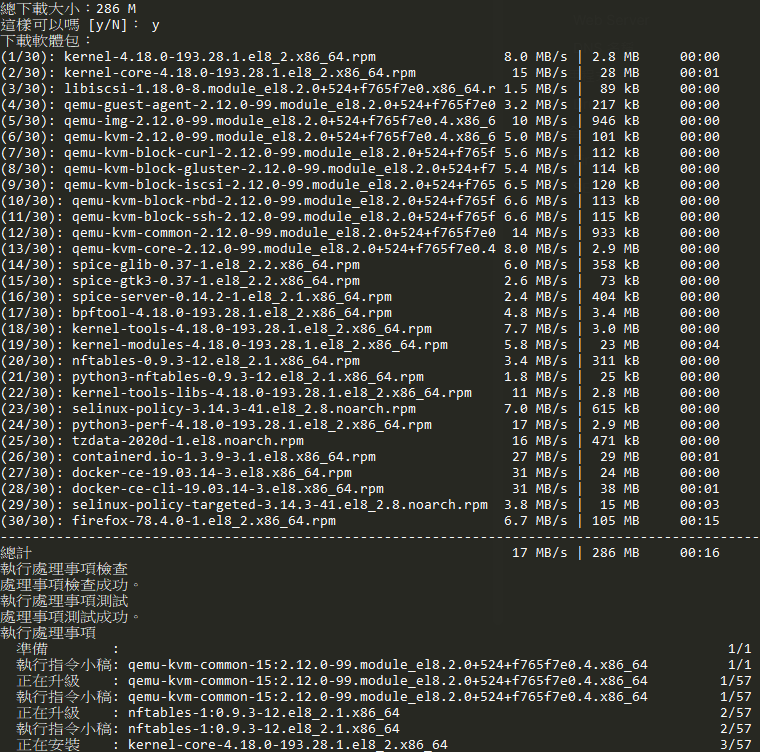 總下載大小：286 M
這樣可以嗎 [y/N]： y
下載軟體包：
(1/30): kernel-4.18.0-193.28.1.el8_2.x86_64.rpm 8.0 MB/s | 2.8 MB 00:00
(2/30): kernel-core-4.18.0-193.28.1.el8_2.x86_64.rpm 15 MB/s | 28 MB 00:01
(3/30): libiscsi-1.18.0-8.module_el8.2.0+524+f765f7e0.x86_64.r 1.5 MB/s | 89 kB 00:00
(4/30): qemu-guest-agent-2.12.0-99.module_el8.2.0+524+f765f7e0 3.2 MB/s | 217 kB 00:00
(5/30): qemu-img-2.12.0-99.module_el8.2.0+524+f765f7e0.4.x86_6 10 MB/s | 946 kB 00:00
(6/30): qemu-kvm-2.12.0-99.module_el8.2.0+524+f765f7e0.4.x86_6 5.0 MB/s | 101 kB 00:00
(7/30): qemu-kvm-block-curl-2.12.0-99.module_el8.2.0+524+f765f 5.6 MB/s | 112 kB 00:00
(8/30): qemu-kvm-block-gluster-2.12.0-99.module_el8.2.0+524+f7 5.4 MB/s | 114 kB 00:00
(9/30): qemu-kvm-block-iscsi-2.12.0-99.module_el8.2.0+524+f765 6.5 MB/s | 120 kB 00:00
(10/30): qemu-kvm-block-rbd-2.12.0-99.module_el8.2.0+524+f765f 6.6 MB/s | 113 kB 00:00
(11/30): qemu-kvm-block-ssh-2.12.0-99.module_el8.2.0+524+f765f 6.6 MB/s | 115 kB 00:00
(12/30): qemu-kvm-common-2.12.0-99.module_el8.2.0+524+f765f7e0 14 MB/s | 933 kB 00:00
(13/30): qemu-kvm-core-2.12.0-99.module_el8.2.0+524+f765f7e0.4 8.0 MB/s | 2.9 MB 00:00
(14/30): spice-glib-0.37-1.el8_2.2.x86_64.rpm 6.0 MB/s | 358 kB 00:00
(15/30): spice-gtk3-0.37-1.el8_2.2.x86_64.rpm 2.6 MB/s | 73 kB 00:00
(16/30): spice-server-0.14.2-1.el8_2.1.x86_64.rpm 2.4 MB/s | 404 kB 00:00
(17/30): bpftool-4.18.0-193.28.1.el8_2.x86_64.rpm 4.8 MB/s | 3.4 MB 00:00
(18/30): kernel-tools-4.18.0-193.28.1.el8_2.x86_64.rpm 7.7 MB/s | 3.0 MB 00:00
(19/30): kernel-modules-4.18.0-193.28.1.el8_2.x86_64.rpm 5.8 MB/s | 23 MB 00:04
(20/30): nftables-0.9.3-12.el8_2.1.x86_64.rpm 3.4 MB/s | 311 kB 00:00
(21/30): python3-nftables-0.9.3-12.el8_2.1.x86_64.rpm 1.8 MB/s | 25 kB 00:00
(22/30): kernel-tools-libs-4.18.0-193.28.1.el8_2.x86_64.rpm 11 MB/s | 2.8 MB 00:00
(23/30): selinux-policy-3.14.3-41.el8_2.8.noarch.rpm 7.0 MB/s | 615 kB 00:00
(24/30): python3-perf-4.18.0-193.28.1.el8_2.x86_64.rpm 17 MB/s | 2.9 MB 00:00
(25/30): tzdata-2020d-1.el8.noarch.rpm 16 MB/s | 471 kB 00:00
(26/30): containerd.io-1.3.9-3.1.el8.x86_64.rpm 27 MB/s | 29 MB 00:01
(27/30): docker-ce-19.03.14-3.el8.x86_64.rpm 31 MB/s | 24 MB 00:00
(28/30): docker-ce-cli-19.03.14-3.el8.x86_64.rpm 31 MB/s | 38 MB 00:01
(29/30): selinux-policy-targeted-3.14.3-41.el8_2.8.noarch.rpm 3.8 MB/s | 15 MB 00:03
(30/30): firefox-78.4.0-1.el8_2.x86_64.rpm 6.7 MB/s | 105 MB 00:15
-----------------------------------------------------------------------------------------------
總計 17 MB/s | 286 MB 00:16
執行處理事項檢查
處理事項檢查成功。
執行處理事項測試
處理事項測試成功。
執行處理事項
準備 : 1/1
執行指令小稿: qemu-kvm-common-15:2.12.0-99.module_el8.2.0+524+f765f7e0.4.x86_64 1/1
正在升級 : qemu-kvm-common-15:2.12.0-99.module_el8.2.0+524+f765f7e0.4.x86_64 1/57
執行指令小稿: qemu-kvm-common-15:2.12.0-99.module_el8.2.0+524+f765f7e0.4.x86_64 1/57
正在升級 : nftables-1:0.9.3-12.el8_2.1.x86_64 2/57
執行指令小稿: nftables-1:0.9.3-12.el8_2.1.x86_64 2/57
正在安裝 : kernel-core-4.18.0-193.28.1.el8_2.x86_64 3/57